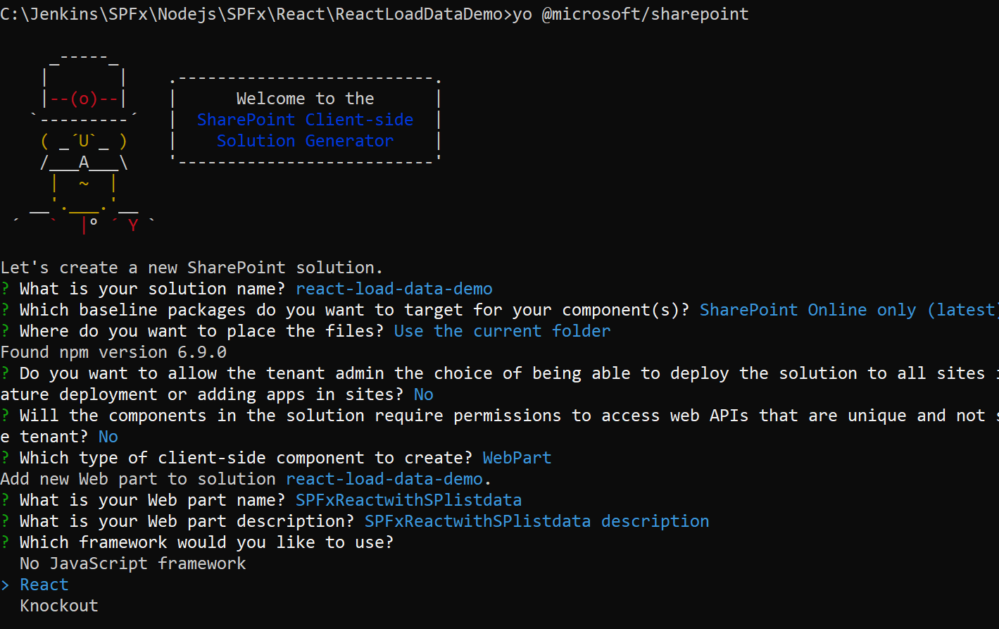 C:\Jenkins\SPFx\Nodejs\SPFx\React\ReactLoadDataDemo>yo @microsoft/sharepoint
     _-----_
    |       |    .--------------------------.
    |--(o)--|    |      Welcome to the      |
   `---------´   |  SharePoint Client-side  |
    ( _´U`_ )    |    Solution Generator    |
    /___A___\    '--------------------------'
     |  ~  |
   __'.___.'__
 ´   `  |° ´ Y `
Let's create a new SharePoint solution.
? What is your solution name? react-load-data-demo
? Which baseline packages do you want to target for your component(s)? SharePoint Online only (latest)
? Where do you want to place the files? Use the current folder
Found npm version 6.9.0
? Do you want to allow the tenant admin the choice of being able to deploy the solution to all sites i
ature deployment or adding apps in sites? No
? Will the components in the solution require permissions to access web APIs that are unique and not s
e tenant? No
? Which type of client-side component to create? WebPart
Add new Web part to solution react-load-data-demo.
? What is your Web part name? SPFxReactwithSPlistdata
? What is your Web part description? SPFxReactwithSPlistdata description
? Which framework would you like to use?
  No JavaScript framework
> React
  Knockout